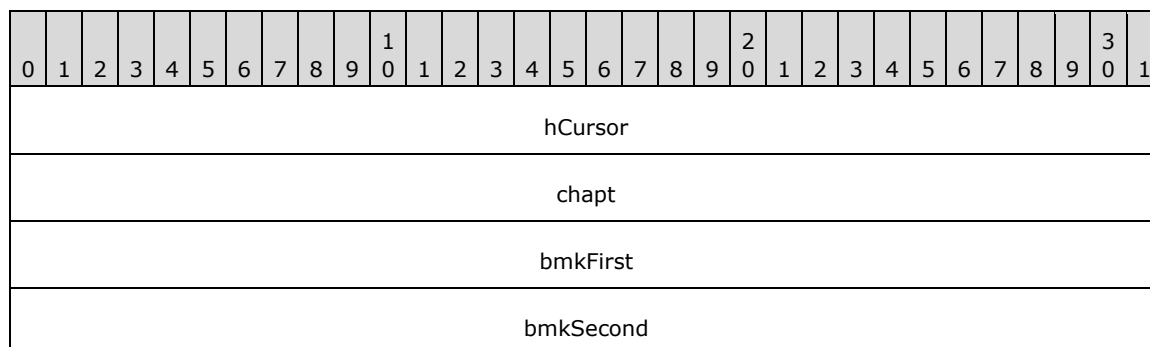 1 2 3
0 1 2 3 4 5 6 7 8 9 0 1 2 3 4 5 6 7 8 9 0 1 2 3 4 5 6 7 8 9 0 1
hCursor
chapt
bmkFirst
bmkSecond